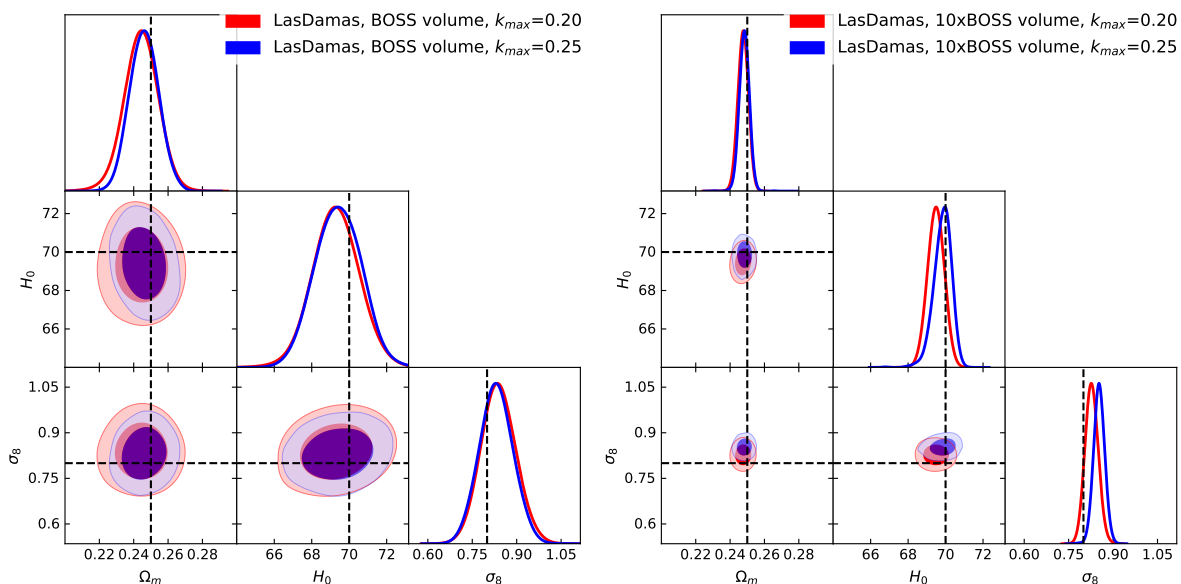 LasDamas, BOSS volume, k_max=0.20
LasDamas, BOSS volume, k_max=0.25
72
70
68
66
H_0
1.05
0.9
0.75
0.6
σ_8
0.22 0.24 0.26 0.28
Ω_m
66 68 70 72
H_0
0.60 0.75 0.90 1.05
σ_8
LasDamas, 10xBOSS volume, k_max=0.20
LasDamas, 10xBOSS volume, k_max=0.25
72
70
68
66
H_0
1.05
0.9
0.75
0.6
σ_8
0.22 0.24 0.26 0.28
Ω_m
66 68 70 72
H_0
0.60 0.75 0.90 1.05
σ_8